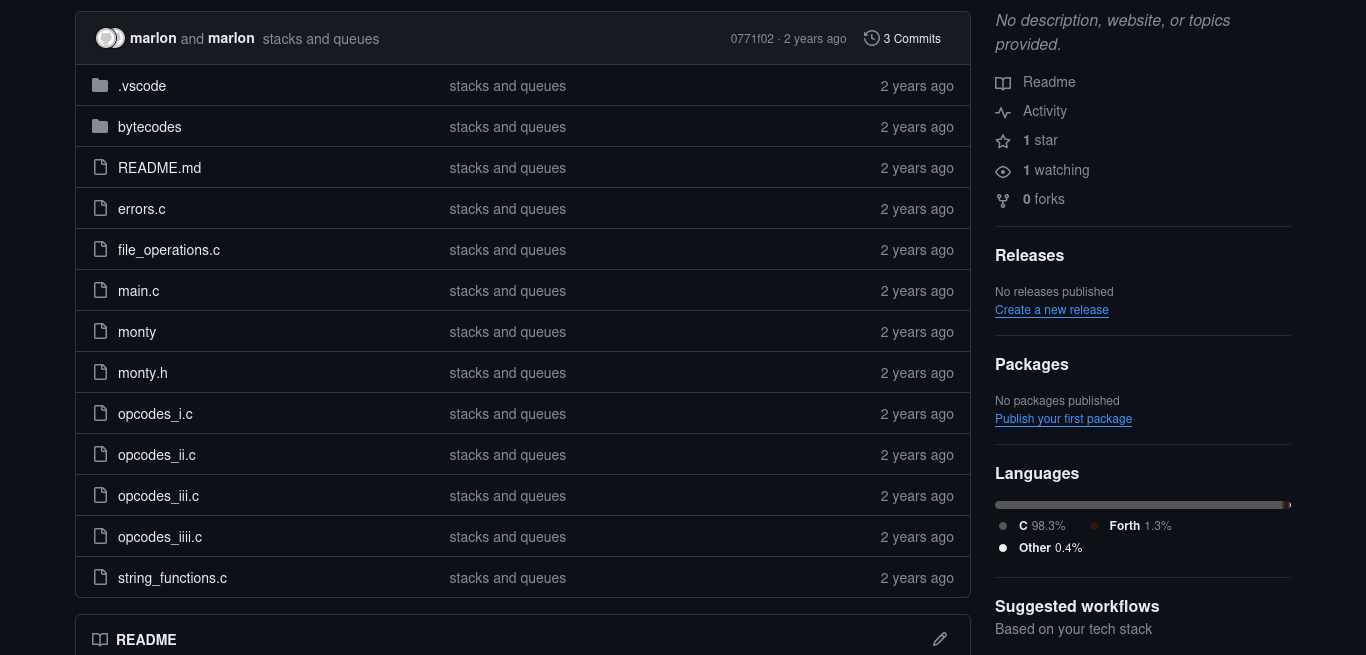 marlon and marlon stacks and queues 0771f02 · 2 years ago 3 Commits
.vscode stacks and queues 2 years ago
bytecodes stacks and queues 2 years ago
README.md stacks and queues 2 years ago
errors.c stacks and queues 2 years ago
file_operations.c stacks and queues 2 years ago
main.c stacks and queues 2 years ago
monty stacks and queues 2 years ago
monty.h stacks and queues 2 years ago
opcodes_i.c stacks and queues 2 years ago
opcodes_ii.c stacks and queues 2 years ago
opcodes_iii.c stacks and queues 2 years ago
opcodes_iiii.c stacks and queues 2 years ago
string_functions.c stacks and queues 2 years ago
README
No description, website, or topics
provided.
Readme
Activity
1 star
1 watching
0 forks
Releases
No releases published
Create a new release
Packages
No packages published
Publish your first package
Languages
C 98.3% Forth 1.3%
Other 0.4%
Suggested workflows
Based on your tech stack